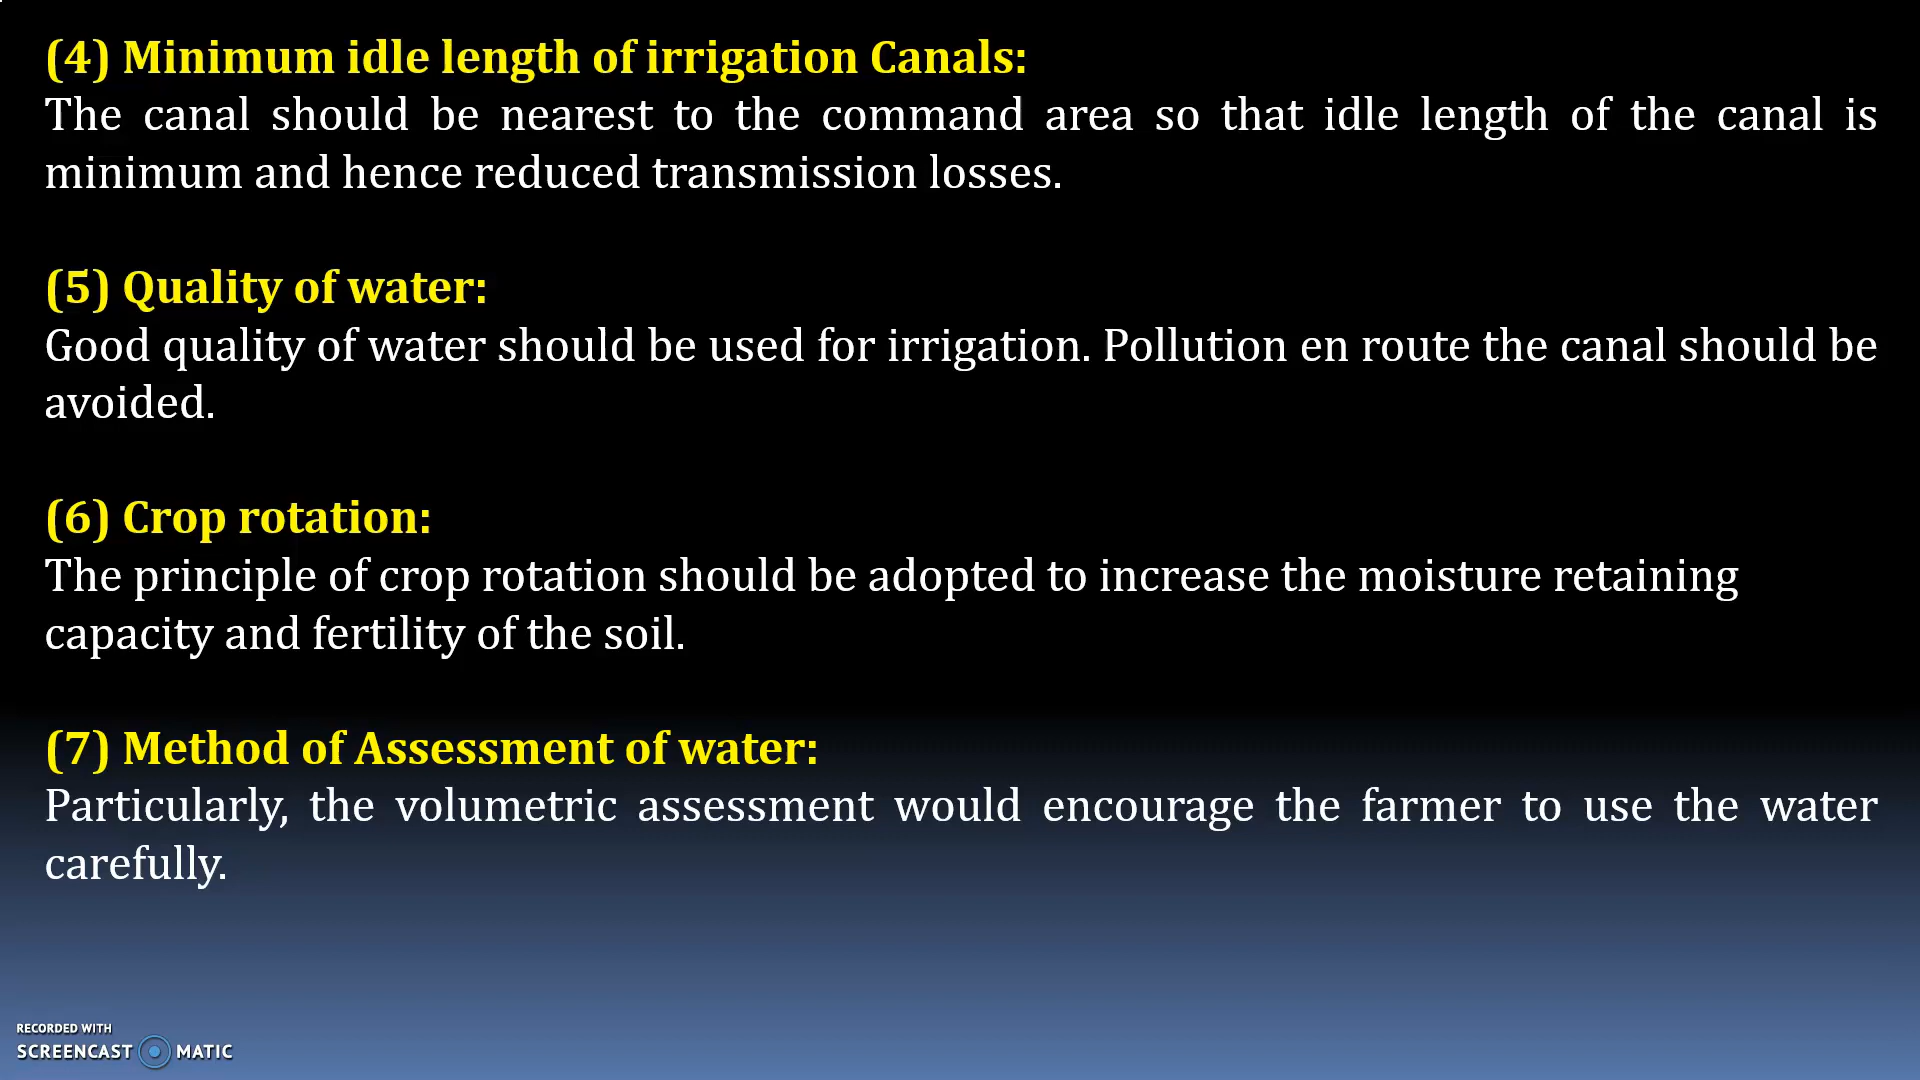 (4) Minimum idle length of irrigation Canals:
The canal should be nearest to the command area so that idle length of the canal is
minimum and hence reduced transmission losses.
(5) Quality of water:
Good quality of water should be used for irrigation. Pollution en route the canal should be
avoided.
(6) Crop rotation:
The principle of crop rotation should be adopted to increase the moisture retaining
capacity and fertility of the soil.
(7) Method of Assessment of water:
Particularly, the volumetric assessment would encourage the farmer to use the water
carefully.
RECORDED WITH
SCREENCAST MATIC